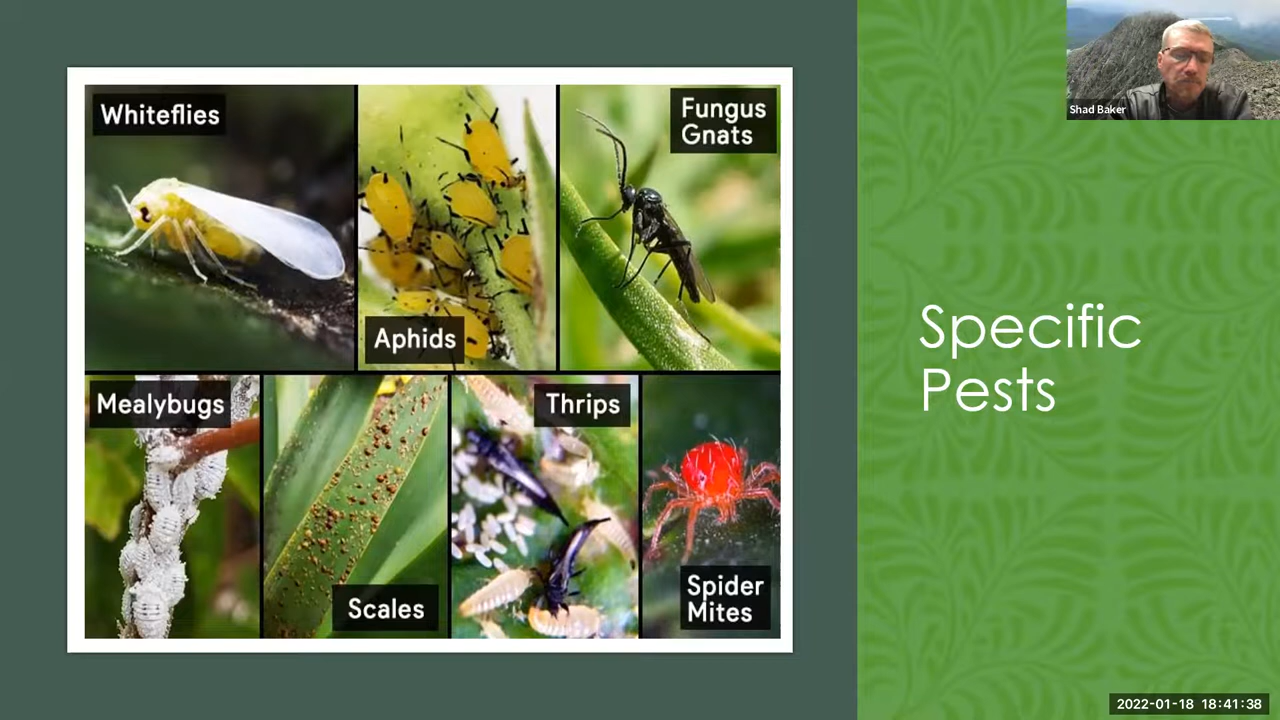 Whiteflies
Aphids
Fungus
Gnats
Mealybugs
Scales
Thrips
Spider
Mites
Specific
Pests
Shad Baker
2022-01-18 18:41:38